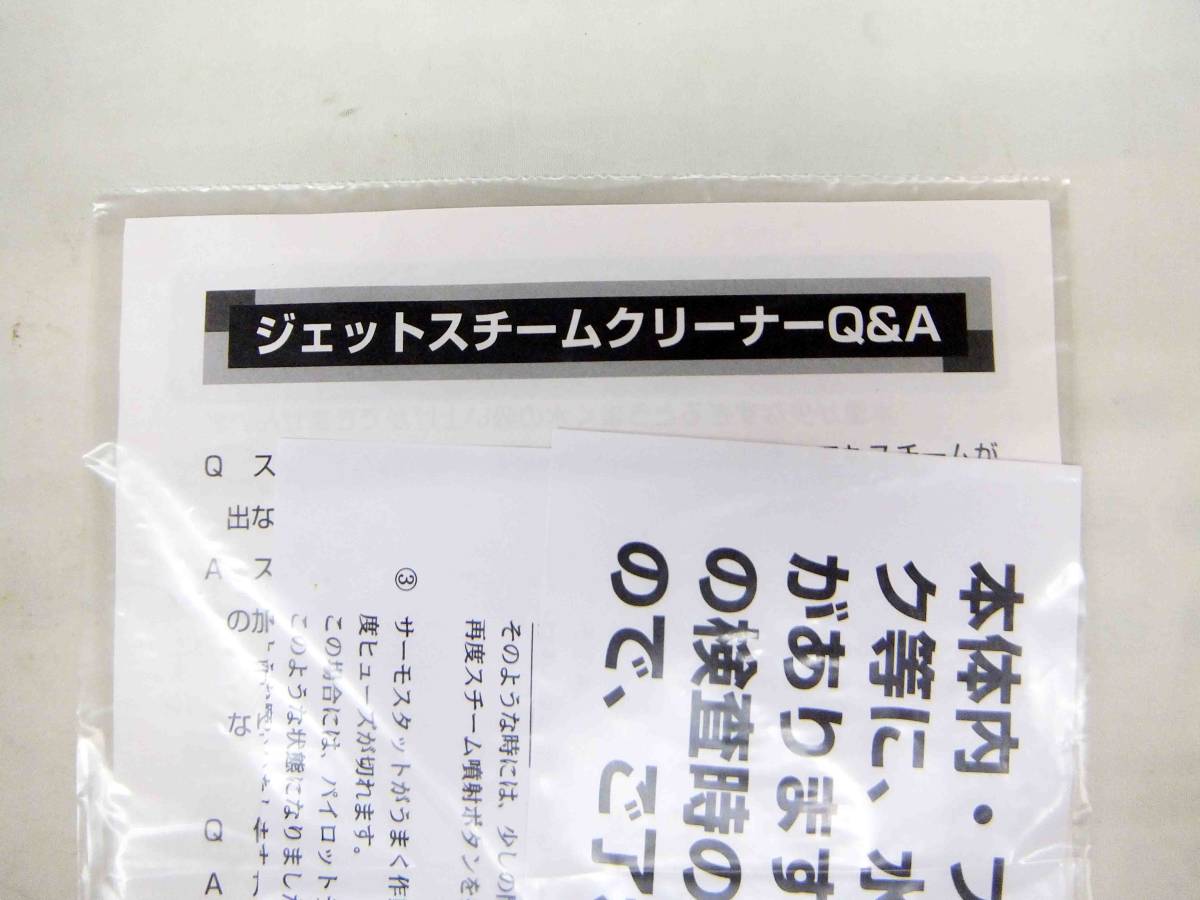 ジェットスチームクリーナーQ&A
スチームが
Q ス
出な
A ス
の
な
Q
A
③ サーモスタットがうまく作
度ヒューズが切れます。
この場合には、パイロット
このような状態になりまし
そのような時には、少しの
再度スチーム噴射ボタンを
本体内・
ク等に、水
があります
の検査時の
ので、ご了